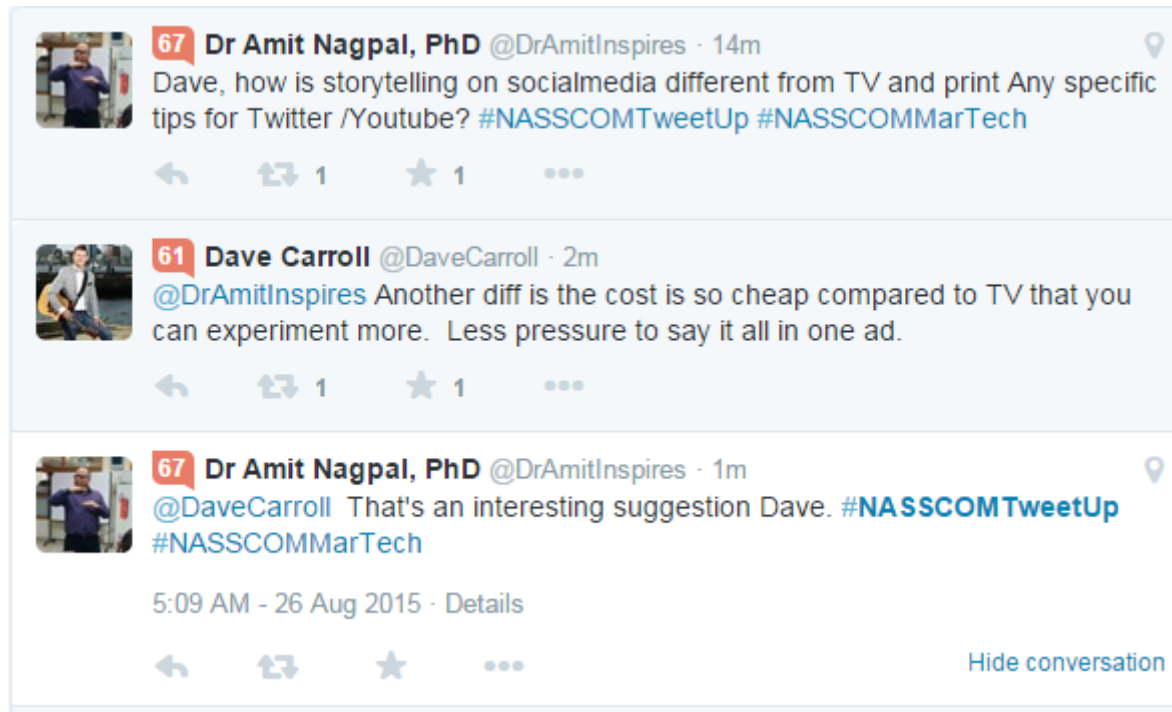 67 Dr Amit Nagpal, PhD @DrAmitInspires · 14m
Dave, how is storytelling on socialmedia different from TV and print Any specific
tips for Twitter /Youtube? #NASSCOMTweetUp #NASSCOMMarTech
1 1
61 Dave Carroll @DaveCarroll · 2m
@DrAmitInspires Another diff is the cost is so cheap compared to TV that you
can experiment more.  Less pressure to say it all in one ad.
1 1
67 Dr Amit Nagpal, PhD @DrAmitInspires · 1m
@DaveCarroll  That's an interesting suggestion Dave. #NASSCOMTweetUp
#NASSCOMMarTech
5:09 AM - 26 Aug 2015 · Details
Hide conversation